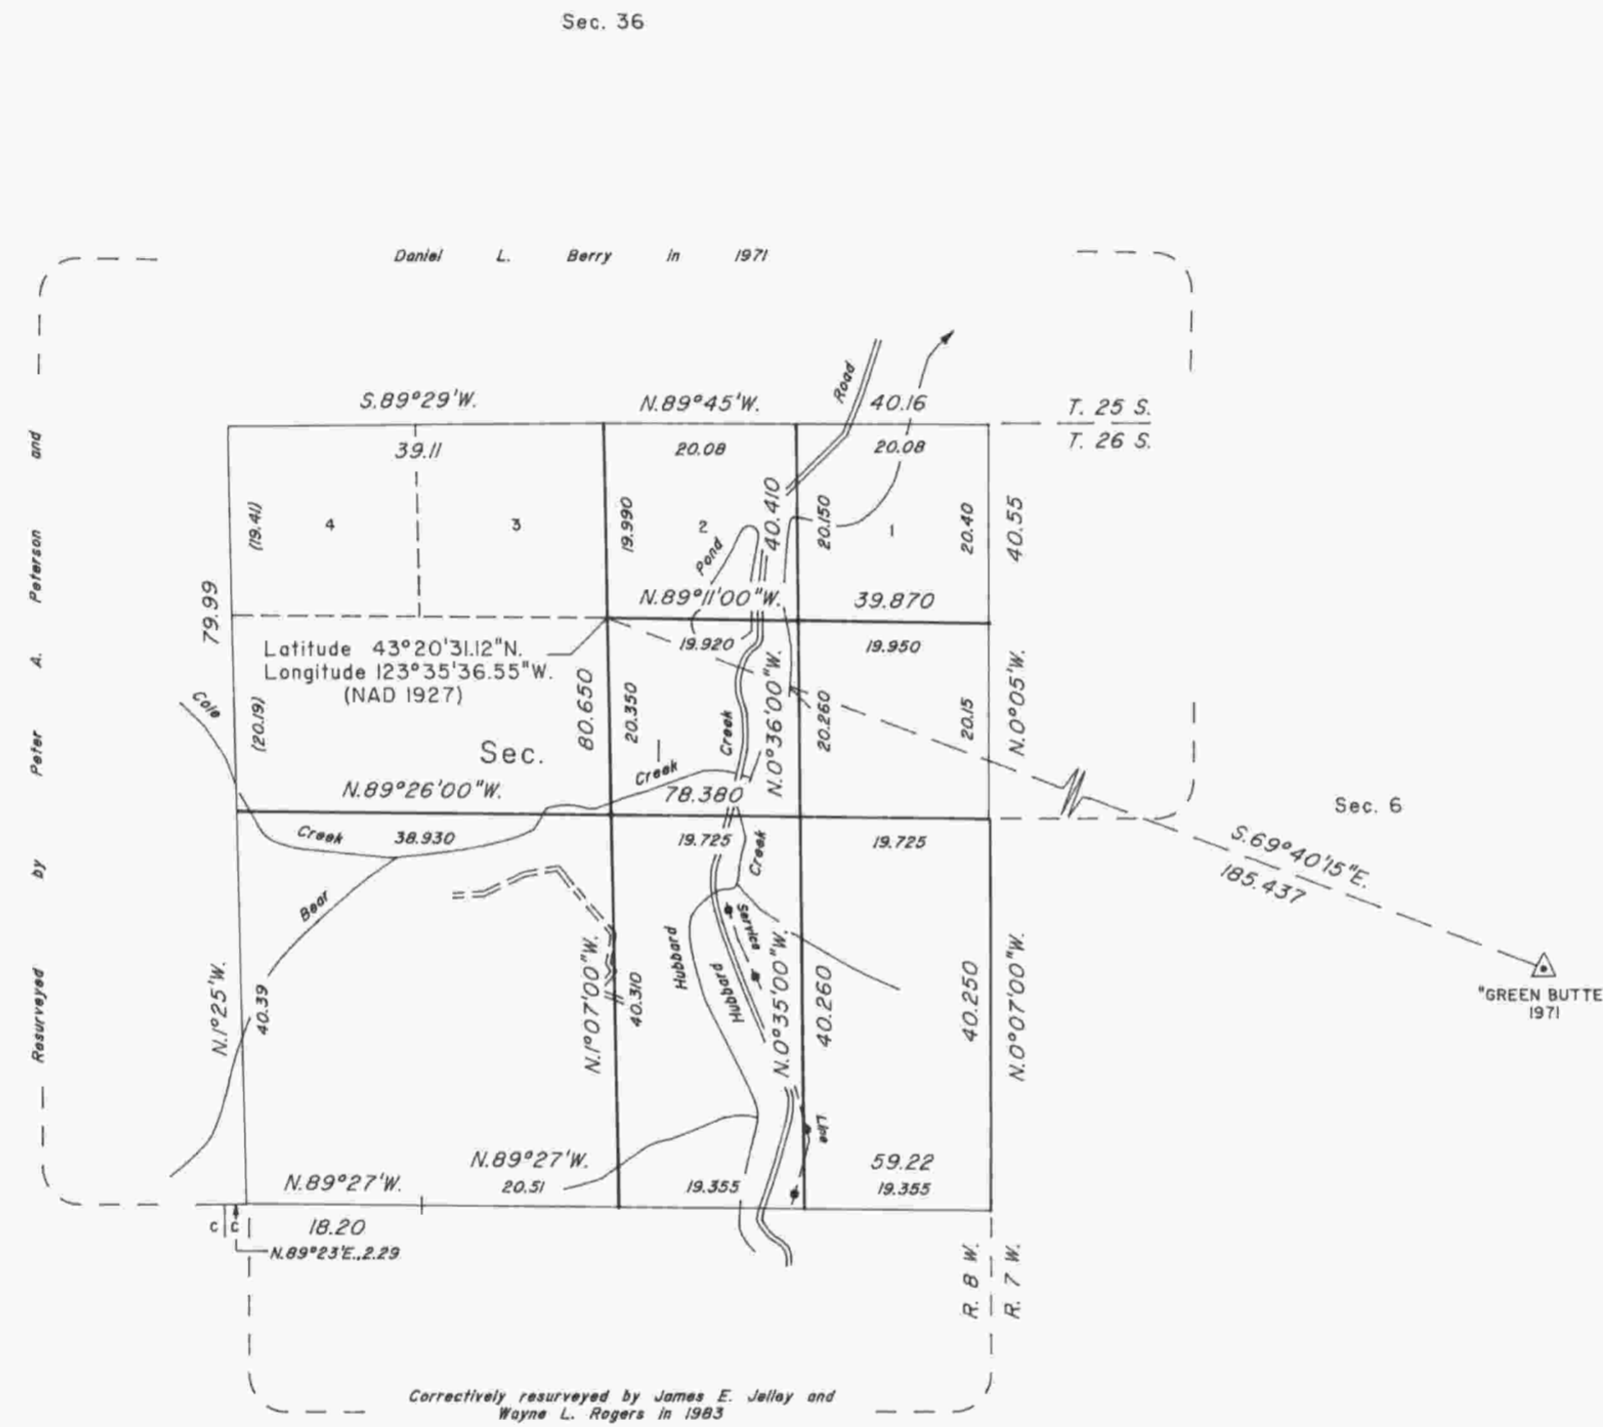 Sec. 36
Daniel L. Berry in 1971
Resurveyed by Peter A. Peterson and
S.89°29'W.
N.89°45'W.
Road
40.16
T. 25 S.
T. 26 S.
39.11
20.08
20.08
(19.41)
4
3
19.990
2
Pond
40.410
20.150
1
20.40
40.55
79.99
N.89°11'00"W.
39.870
Latitude 43°20'31.12"N.
Longitude 123°35'36.55"W.
(NAD 1927)
19.920
19.950
Cole
(20.19)
80.650
20.350
Creek
N.0°36'00"W.
20.260
20.15
N.0°05'W.
Sec.
1
Creek
N.89°26'00"W.
78.380
Sec. 6
Creek
38.930
19.725
Creek
19.725
S.69°40'15"E.
185.437
Bear
Hubbard
Service
Hubbard
N.1°25'W.
40.39
N.1°07'00"W.
40.310
N.0°35'00"W.
40.260
40.250
N.0°07'00"W.
"GREEN BUTTE
1971
Line
N.89°27'W.
N.89°27'W.
20.51
19.355
59.22
19.355
C C
18.20
N.89°23'E.,2.29
R. 8 W.
R. 7 W.
Correctively resurveyed by James E. Jelley and
Wayne L. Rogers in 1983